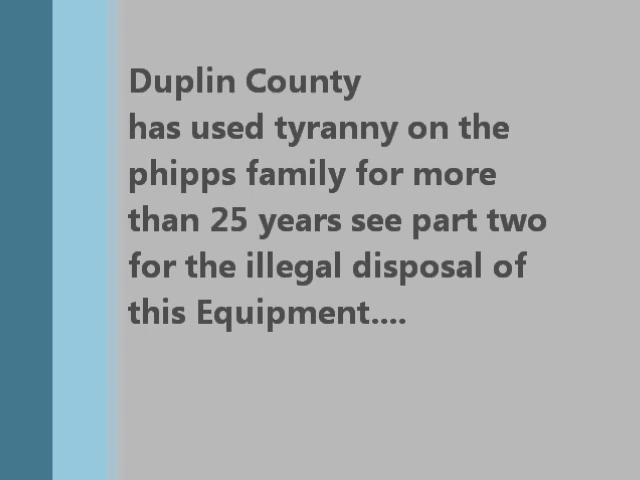 Duplin County
has used tyranny on the
phipps family for more
than 25 years see part two
for the illegal disposal of
this Equipment....